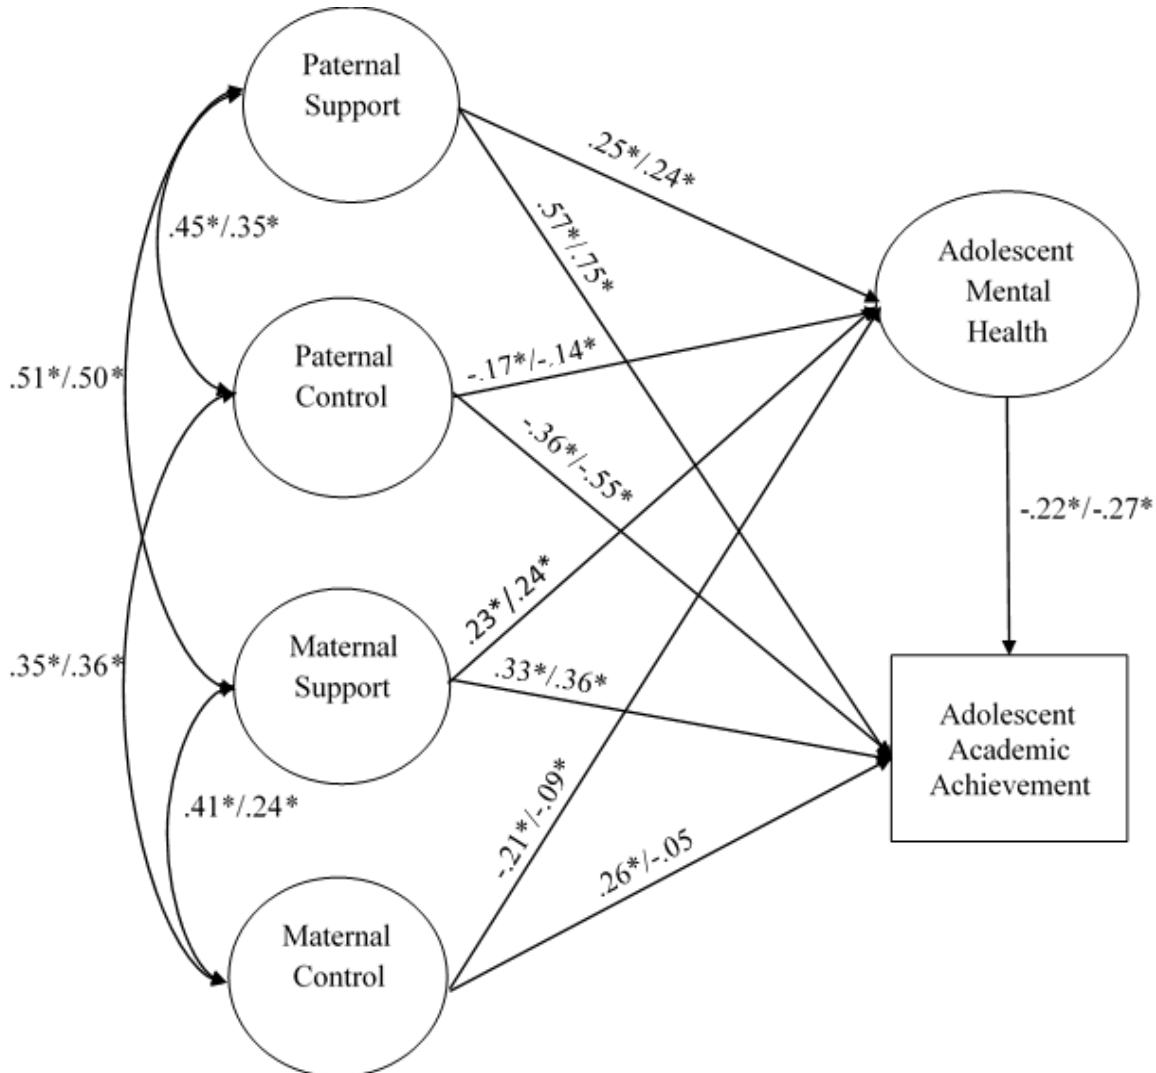 Paternal
Support
.25*/.24*
.57*/.75*
.45*/.35*
Adolescent
Mental
Health
Paternal
Control
-.17*/-.14*
.51*/.50*
-.36*/-.55*
-.22*/-.27*
.23*/.24*
Maternal
Support
.33*/.36*
.35*/.36*
Adolescent
Academic
Achievement
.41*/.24*
-.21*/-.09*
.26*/-.05
Maternal
Control